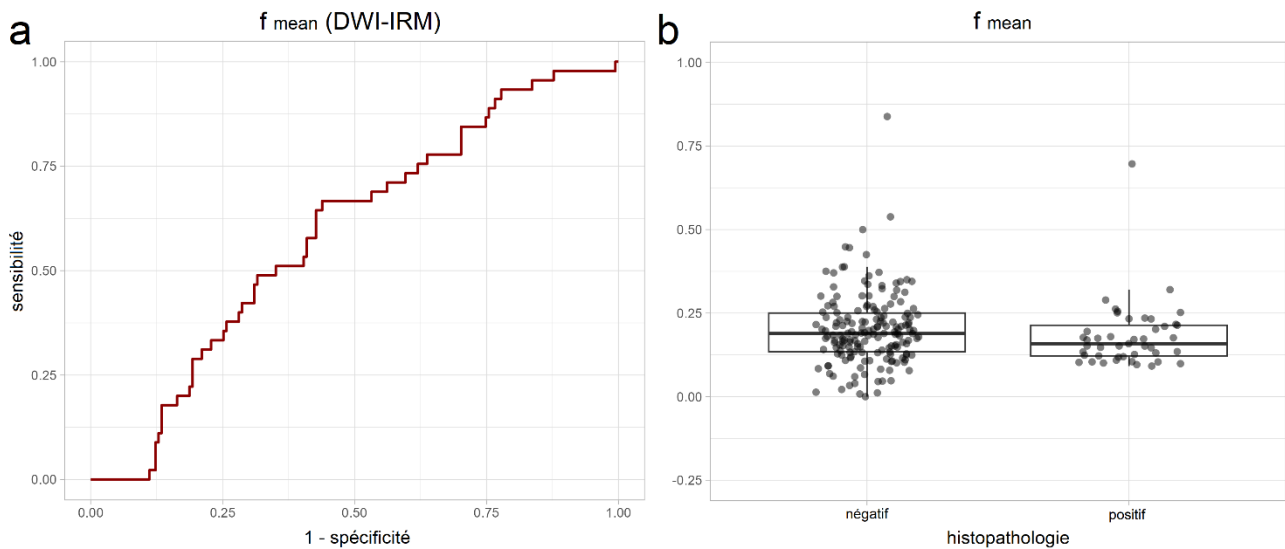 a
f mean (DWI-IRM)
1.00
0.75
0.50
0.25
0.00
sensibilité
0.00 0.25 0.50 0.75 1.00
1 - spécificité
b
f mean
1.00
0.75
0.50
0.25
0.00
-0.25
négatif positif
histopathologie